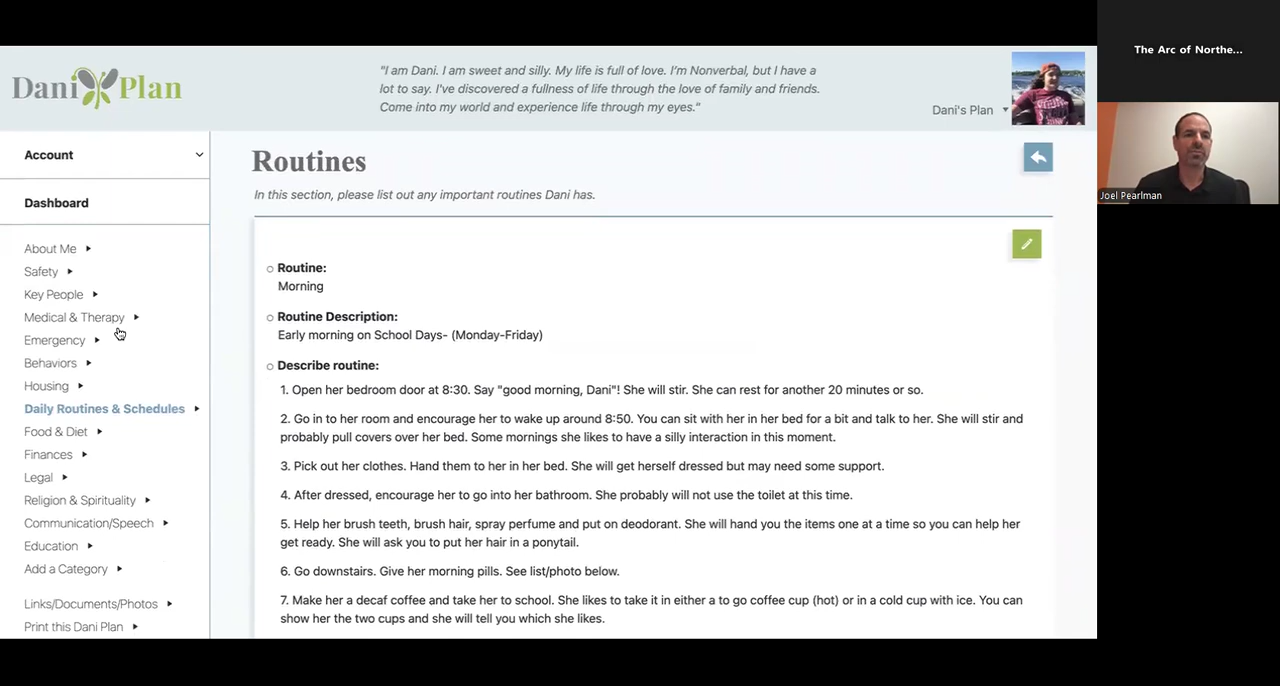 Dani Plan
"I am Dani. I am sweet and silly. My life is full of love. I'm Nonverbal, but I have a
lot to say. I've discovered a fullness of life through the love of family and friends.
Come into my world and experience life through my eyes."
Dani's Plan
The Arc of Northe...
Joel Pearlman
Account
Dashboard
About Me
Safety
Key People
Medical & Therapy
Emergency
Behaviors
Housing
Daily Routines & Schedules
Food & Diet
Finances
Legal
Religion & Spirituality
Communication/Speech
Education
Add a Category
Links/Documents/Photos
Print this Dani Plan
Routines
In this section, please list out any important routines Dani has.
Routine:
Morning
Routine Description:
Early morning on School Days- (Monday-Friday)
Describe routine:
1. Open her bedroom door at 8:30. Say "good morning, Dani"! She will stir. She can rest for another 20 minutes or so.
2. Go in to her room and encourage her to wake up around 8:50. You can sit with her in her bed for a bit and talk to her. She will stir and
probably pull covers over her bed. Some mornings she likes to have a silly interaction in this moment.
3. Pick out her clothes. Hand them to her in her bed. She will get herself dressed but may need some support.
4. After dressed, encourage her to go into her bathroom. She probably will not use the toilet at this time.
5. Help her brush teeth, brush hair, spray perfume and put on deodorant. She will hand you the items one at a time so you can help her
get ready. She will ask you to put her hair in a ponytail.
6. Go downstairs. Give her morning pills. See list/photo below.
7. Make her a decaf coffee and take her to school. She likes to take it in either a to go coffee cup (hot) or in a cold cup with ice. You can
show her the two cups and she will tell you which she likes.